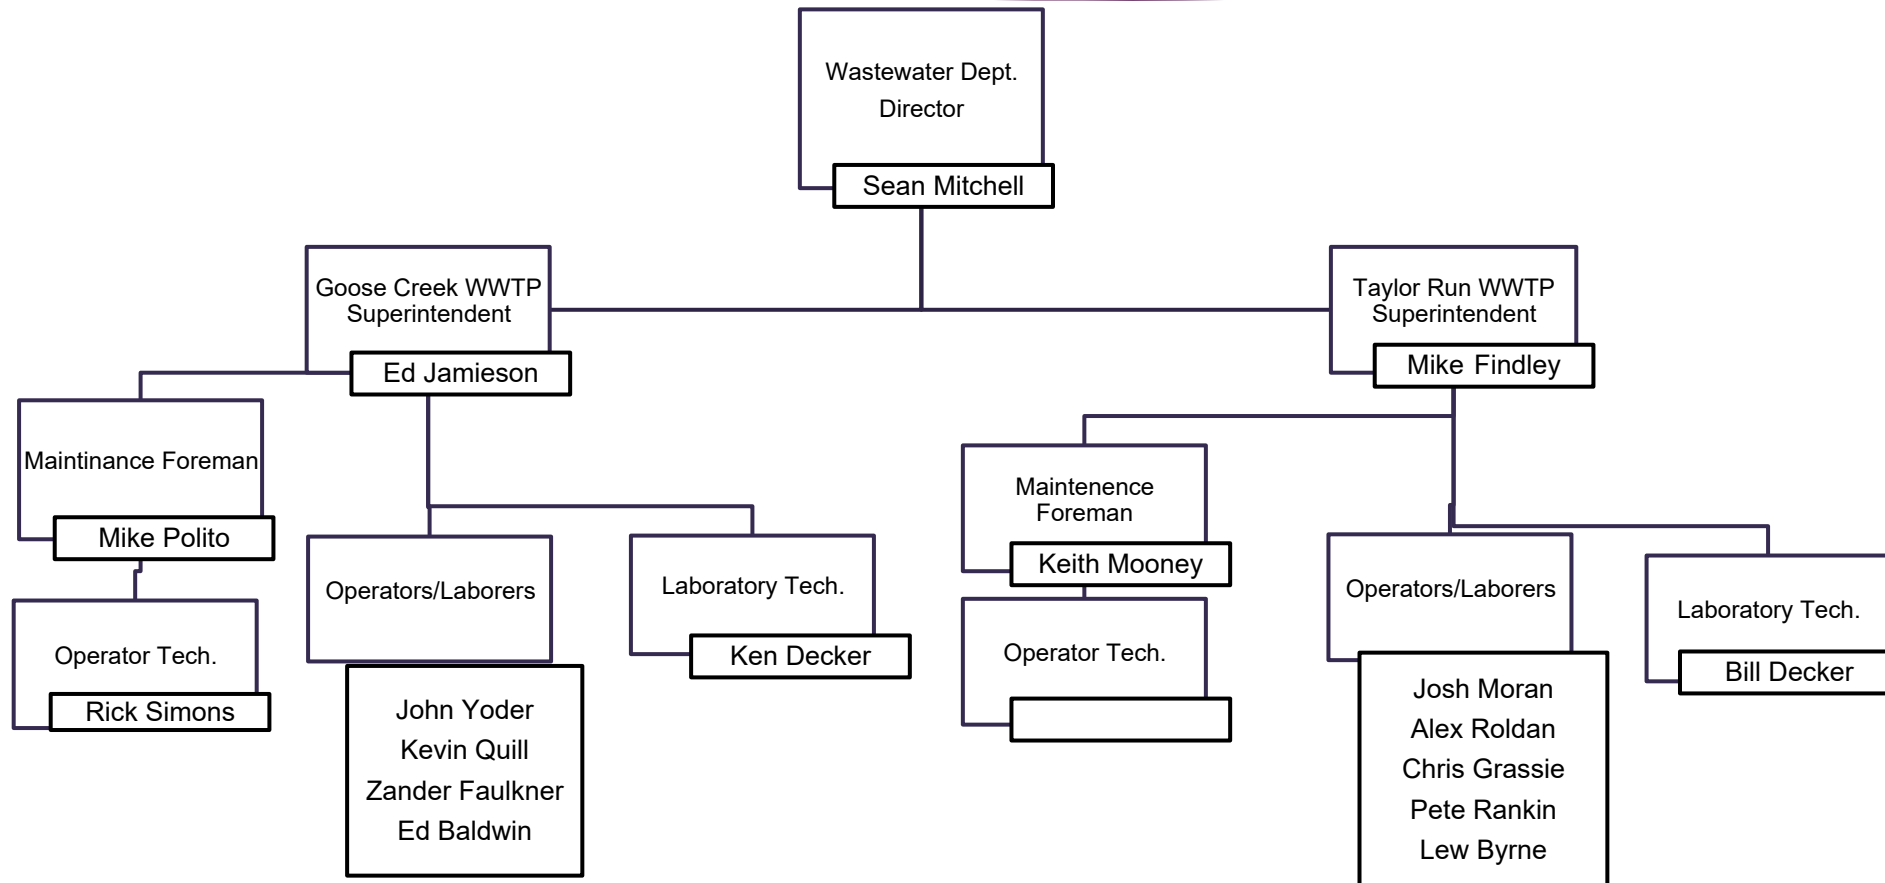 Wastewater Dept.
Director
Sean Mitchell
Goose Creek WWTP
Superintendent
Ed Jamieson
Taylor Run WWTP
Superintendent
Mike Findley
Maintinance Foreman
Mike Polito
Operator Tech.
Rick Simons
Operators/Laborers
John Yoder
Kevin Quill
Zander Faulkner
Ed Baldwin
Laboratory Tech.
Ken Decker
Maintenence
Foreman
Keith Mooney
Operator Tech.
Operators/Laborers
Josh Moran
Alex Roldan
Chris Grassie
Pete Rankin
Lew Byrne
Laboratory Tech.
Bill Decker